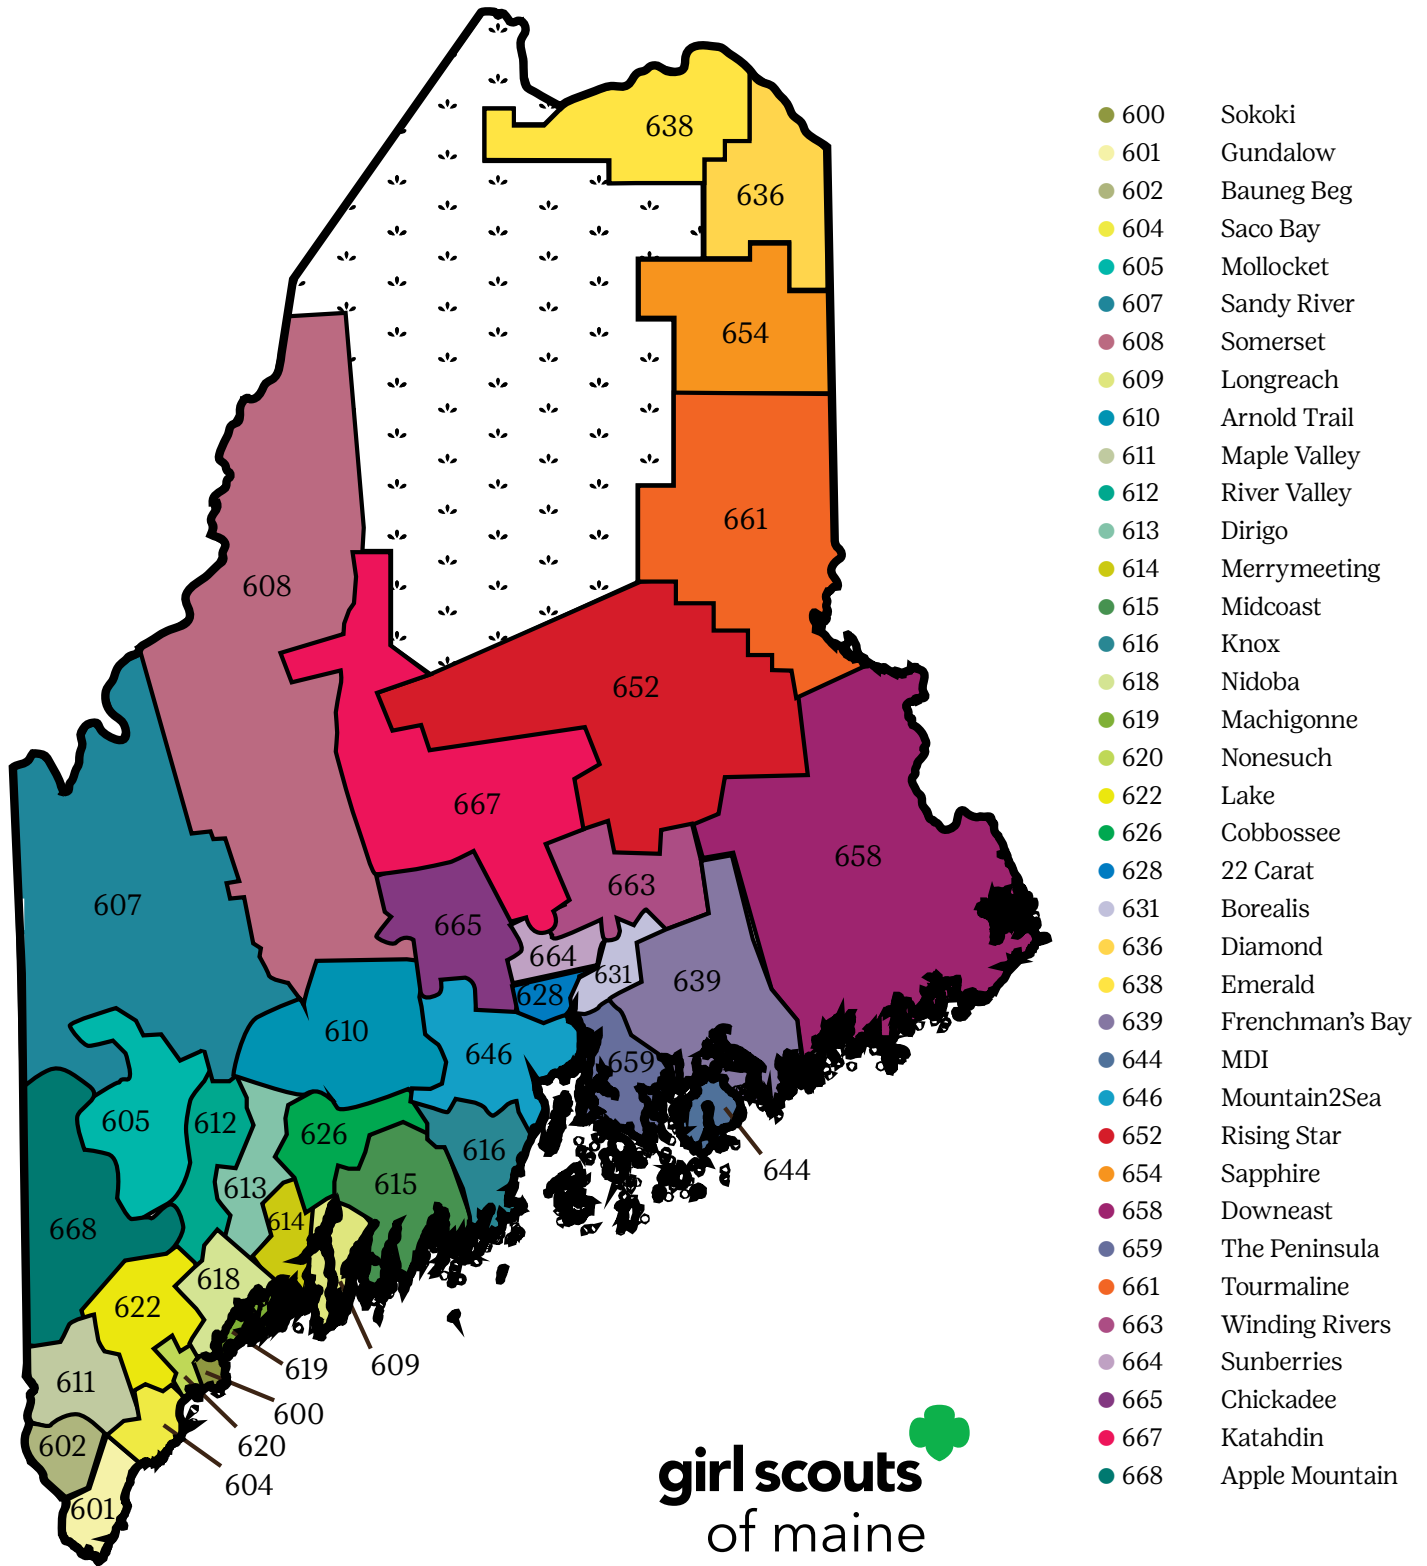 638
636
654
661
608
652
667
658
607
663
665
664
631
639
628
610
646
659
605
612
626
616
644
613
615
668
614
618
622
609
619
611
600
620
602
604
601
600 Sokoki
601 Gundalow
602 Bauneg Beg
604 Saco Bay
605 Mollocket
607 Sandy River
608 Somerset
609 Longreach
610 Arnold Trail
611 Maple Valley
612 River Valley
613 Dirigo
614 Merrymeeting
615 Midcoast
616 Knox
618 Nidoba
619 Machigonne
620 Nonesuch
622 Lake
626 Cobbossee
628 22 Carat
631 Borealis
636 Diamond
638 Emerald
639 Frenchman's Bay
644 MDI
646 Mountain2Sea
652 Rising Star
654 Sapphire
658 Downeast
659 The Peninsula
661 Tourmaline
663 Winding Rivers
664 Sunberries
665 Chickadee
667 Katahdin
668 Apple Mountain
girl scouts
of maine